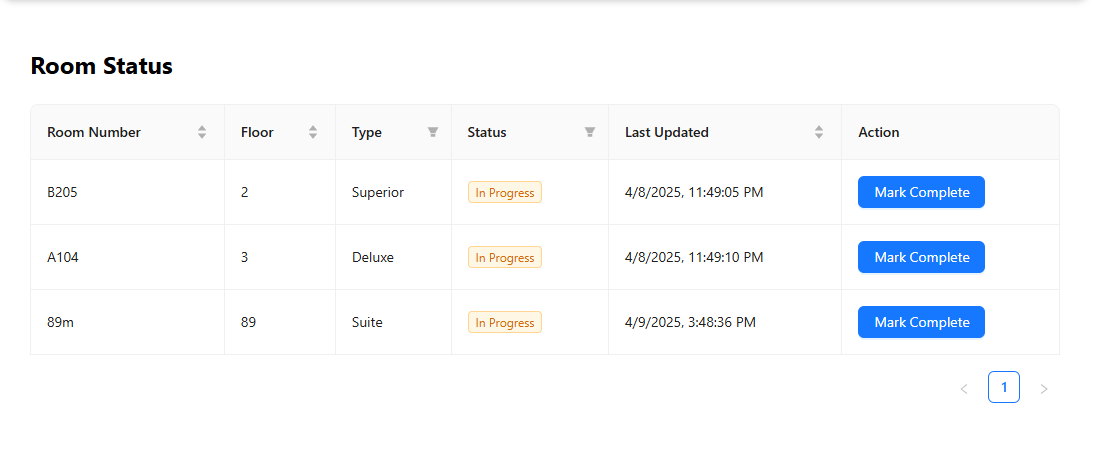 Room Status
Room Number Floor Type Status Last Updated Action
B205 2 Superior In Progress 4/8/2025, 11:49:05 PM Mark Complete
A104 3 Deluxe In Progress 4/8/2025, 11:49:10 PM Mark Complete
89m 89 Suite In Progress 4/9/2025, 3:48:36 PM Mark Complete
1